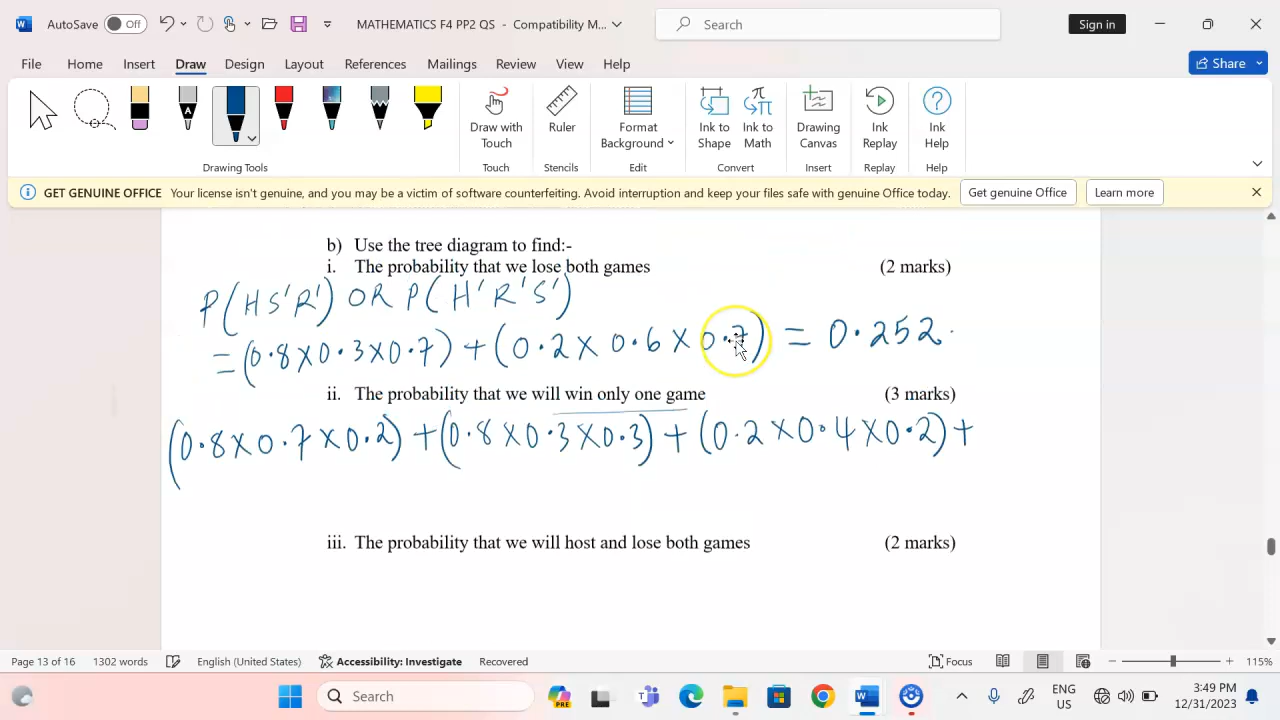 AutoSave Off MATHEMATICS F4 PP2 QS - Compatibility M... Search Sign in
File Home Insert Draw Design Layout References Mailings Review View Help Share
Draw with Touch Ruler Format Background Ink to Shape Ink to Math Drawing Canvas Ink Replay Ink Help
Drawing Tools Touch Stencils Edit Convert Insert Replay Help
GET GENUINE OFFICE Your license isn't genuine, and you may be a victim of software counterfeiting. Avoid interruption and keep your files safe with genuine Office today. Get genuine Office Learn more
b) Use the tree diagram to find:-
i. The probability that we lose both games (2 marks)
P(HS'R') OR P(H'R'S')
=(0.8×0.3×0.7)+(0.2×0.6×0.7) = 0.252.
ii. The probability that we will win only one game (3 marks)
(0.8×0.7×0.2)+(0.8×0.3×0.3)+(0.2×0.4×0.2)+
iii. The probability that we will host and lose both games (2 marks)
Page 13 of 16 1302 words English (United States) Accessibility: Investigate Recovered Focus 115%
Search PRE ENG US 3:49 PM 12/31/2023